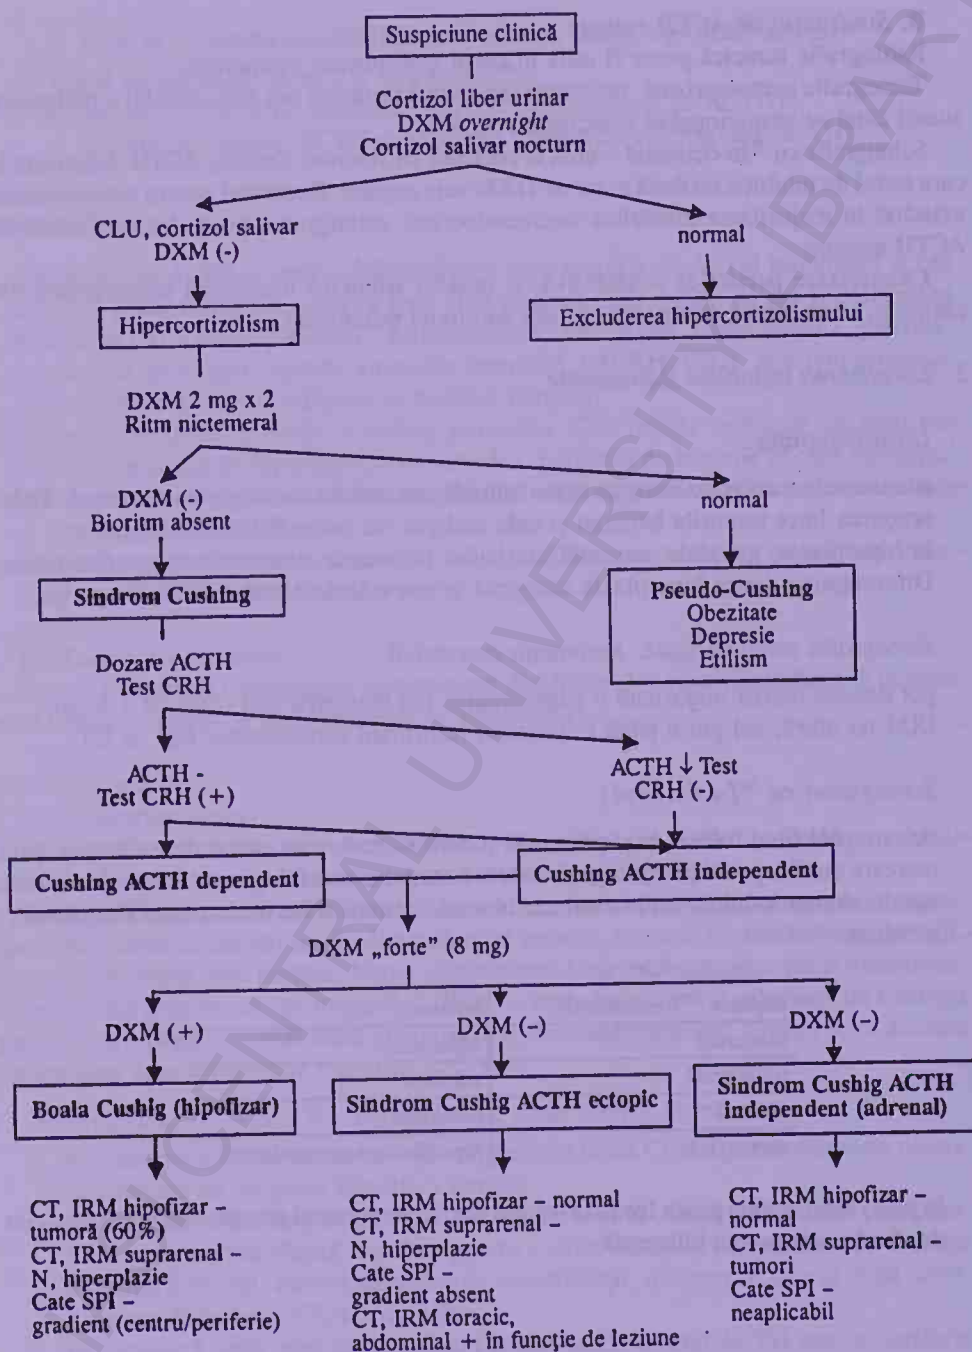 Suspiciune clinică
Cortizol liber urinar
DXM overnight
Cortizol salivar nocturn
CLU, cortizol salivar
DXM (-)
normal
Hipercortizolism
Excluderea hipercortizolismului
DXM 2 mg x 2
Ritm nictemeral
DXM (-)
Bioritm absent
normal
Sindrom Cushing
Pseudo-Cushing
Obezitate
Depresie
Etilism
Dozare ACTH
Test CRH
ACTH -
Test CRH (+)
ACTH ↓ Test
CRH (-)
Cushing ACTH dependent
Cushing ACTH independent
DXM „forte” (8 mg)
DXM (+)
DXM (-)
DXM (-)
Boala Cushig (hipofizar)
Sindrom Cushig ACTH ectopic
Sindrom Cushig ACTH
independent (adrenal)
CT, IRM hipofizar –
tumoră (60%)
CT, IRM suprarenal –
N, hiperplazie
Cate SPI –
gradient (centru/periferie)
CT, IRM hipofizar – normal
CT, IRM suprarenal –
N, hiperplazie
Cate SPI –
gradient absent
CT, IRM toracic,
abdominal + în funcţie de leziune
CT, IRM hipofizar –
normal
CT, IRM suprarenal –
tumori
Cate SPI –
neaplicabil
CENTRAL UNIVERSITY LIBRARY